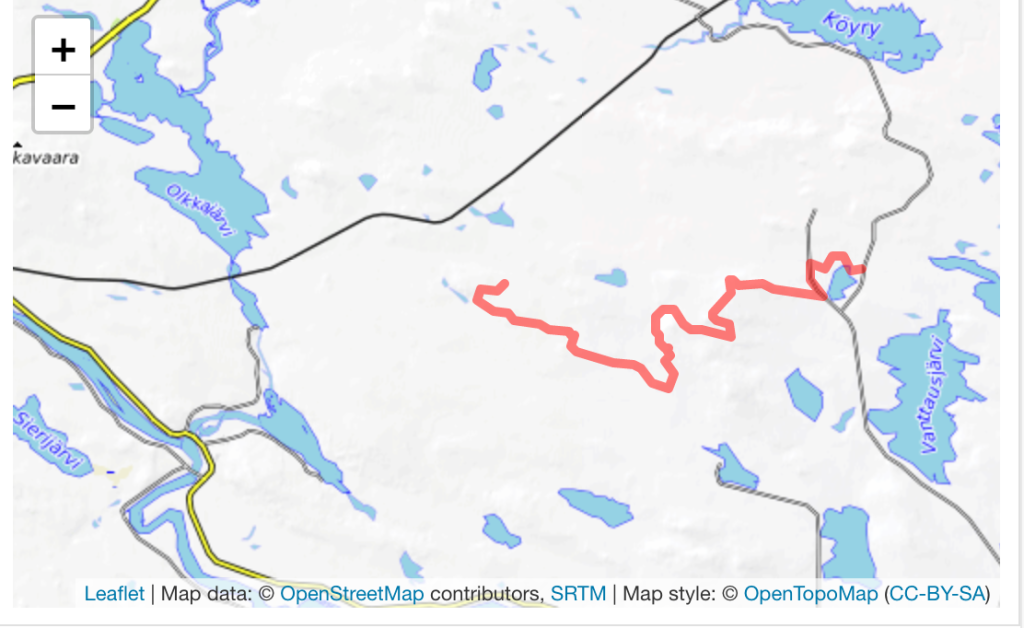 Köyry
+
−
kavaara
Olkkajärvi
Sierijärvi
Vanttausjärvi
Leaflet | Map data: © OpenStreetMap contributors, SRTM | Map style: © OpenTopoMap (CC-BY-SA)